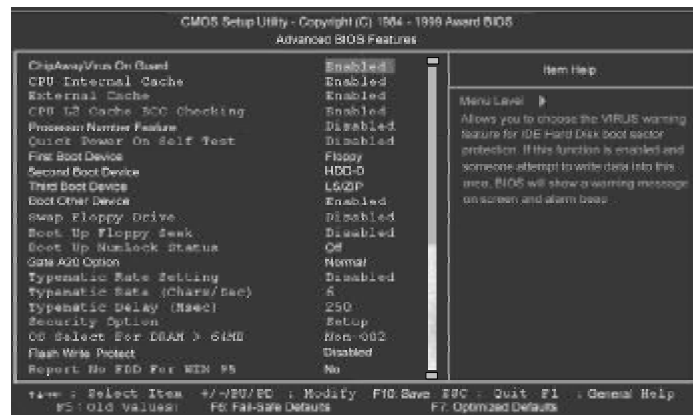 CMOS Setup Utility - Copyright (C) 1984 - 1999 Award BIOS
Advanced BIOS Features
ChipAwayVirus On Guard Enabled
CPU Internal Cache Enabled
External Cache Enabled
CPU L2 Cache ECC Checking Enabled
Processor Number Feature Disabled
Quick Power On Self Test Disabled
First Boot Device Floppy
Second Boot Device HDD-0
Third Boot Device LS/ZIP
Boot Other Device Enabled
Swap Floppy Drive Disabled
Boot Up Floppy Seek Disabled
Boot Up NumLock Status Off
Gate A20 Option Normal
Typematic Rate Setting Disabled
Typematic Rate (Chars/Sec) 6
Typematic Delay (Msec) 250
Security Option Setup
OS Select For DRAM > 64MB Non-OS2
Flash Write Protect Disabled
Report No FDD For WIN 95 No
Item Help
Menu Level
Allows you to choose the VIRUS warning
feature for IDE Hard Disk boot sector
protection. If this function is enabled and
someone attempt to write data into this
area, BIOS will show a warning message
on screen and alarm beep
: Select Item +/-/PU/PD : Modify F10: Save ESC : Quit F1 : General Help
F5: Old Values: F6: Fail-Safe Defaults F7: Optimized Defaults